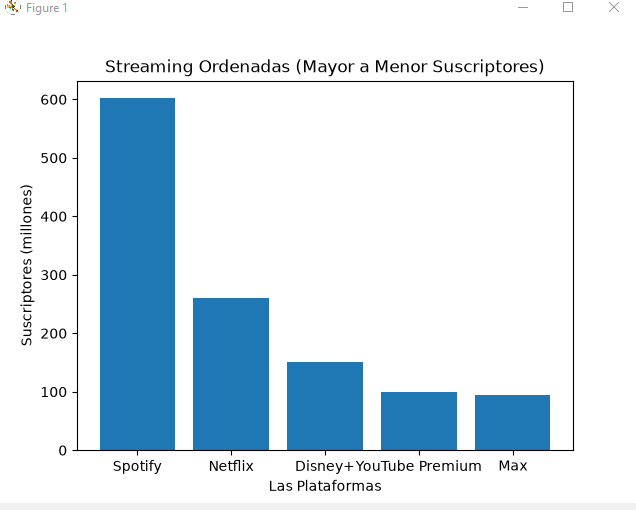 Figure 1
Streaming Ordenadas (Mayor a Menor Suscriptores)
Suscriptores (millones)
600
500
400
300
200
100
0
Spotify Netflix Disney+ YouTube Premium Max
Las Plataformas